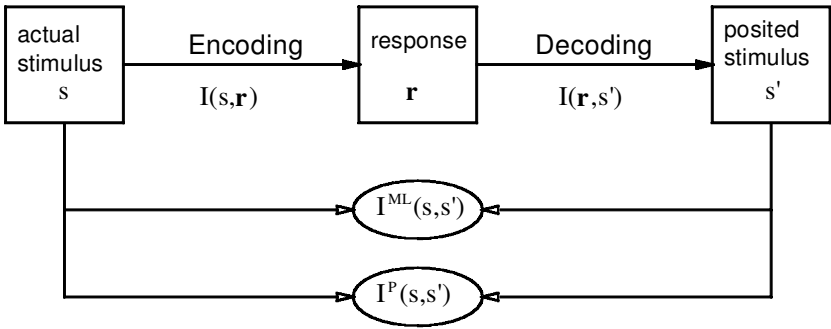 actual
stimulus
s
Encoding
I(s,r)
response
r
Decoding
I(r,s')
posited
stimulus
s'
I^ML(s,s')
I^P(s,s')